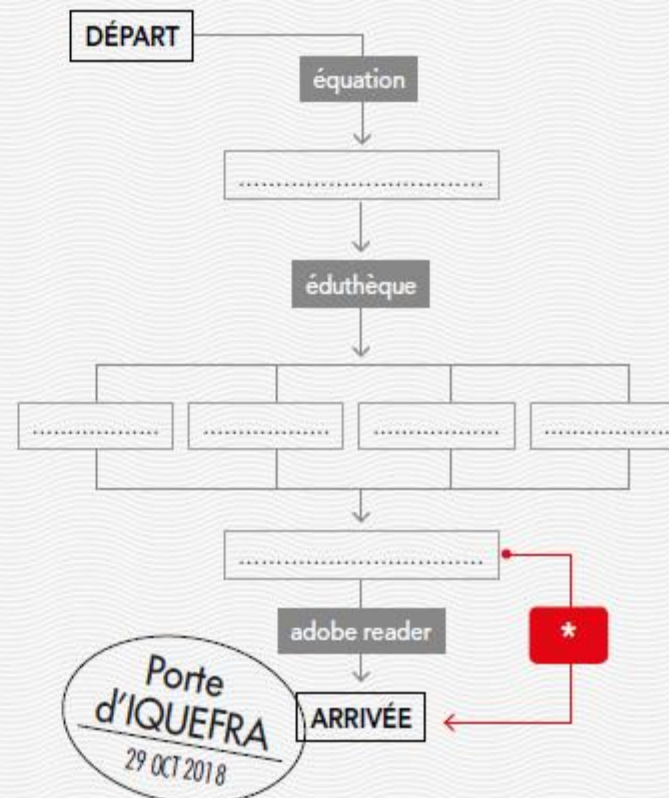 DÉPART
équation
................................
éduthèque
................. ................. ................. .................
................................
adobe reader
*
ARRIVÉE
Porte
d'IQUEFRA
29 OCT 2018